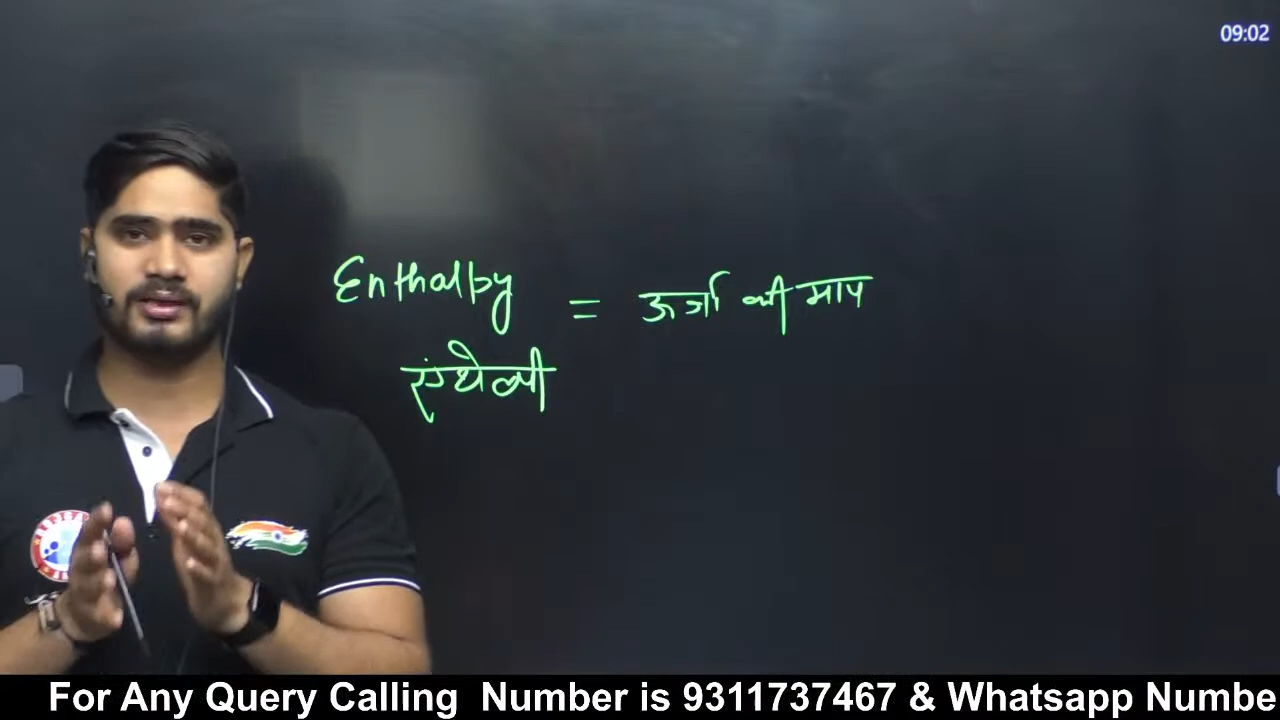 09:02
Enthalpy = ऊर्जा की माप
एंथेल्पी
For Any Query Calling Number is 9311737467 & Whatsapp Numbe